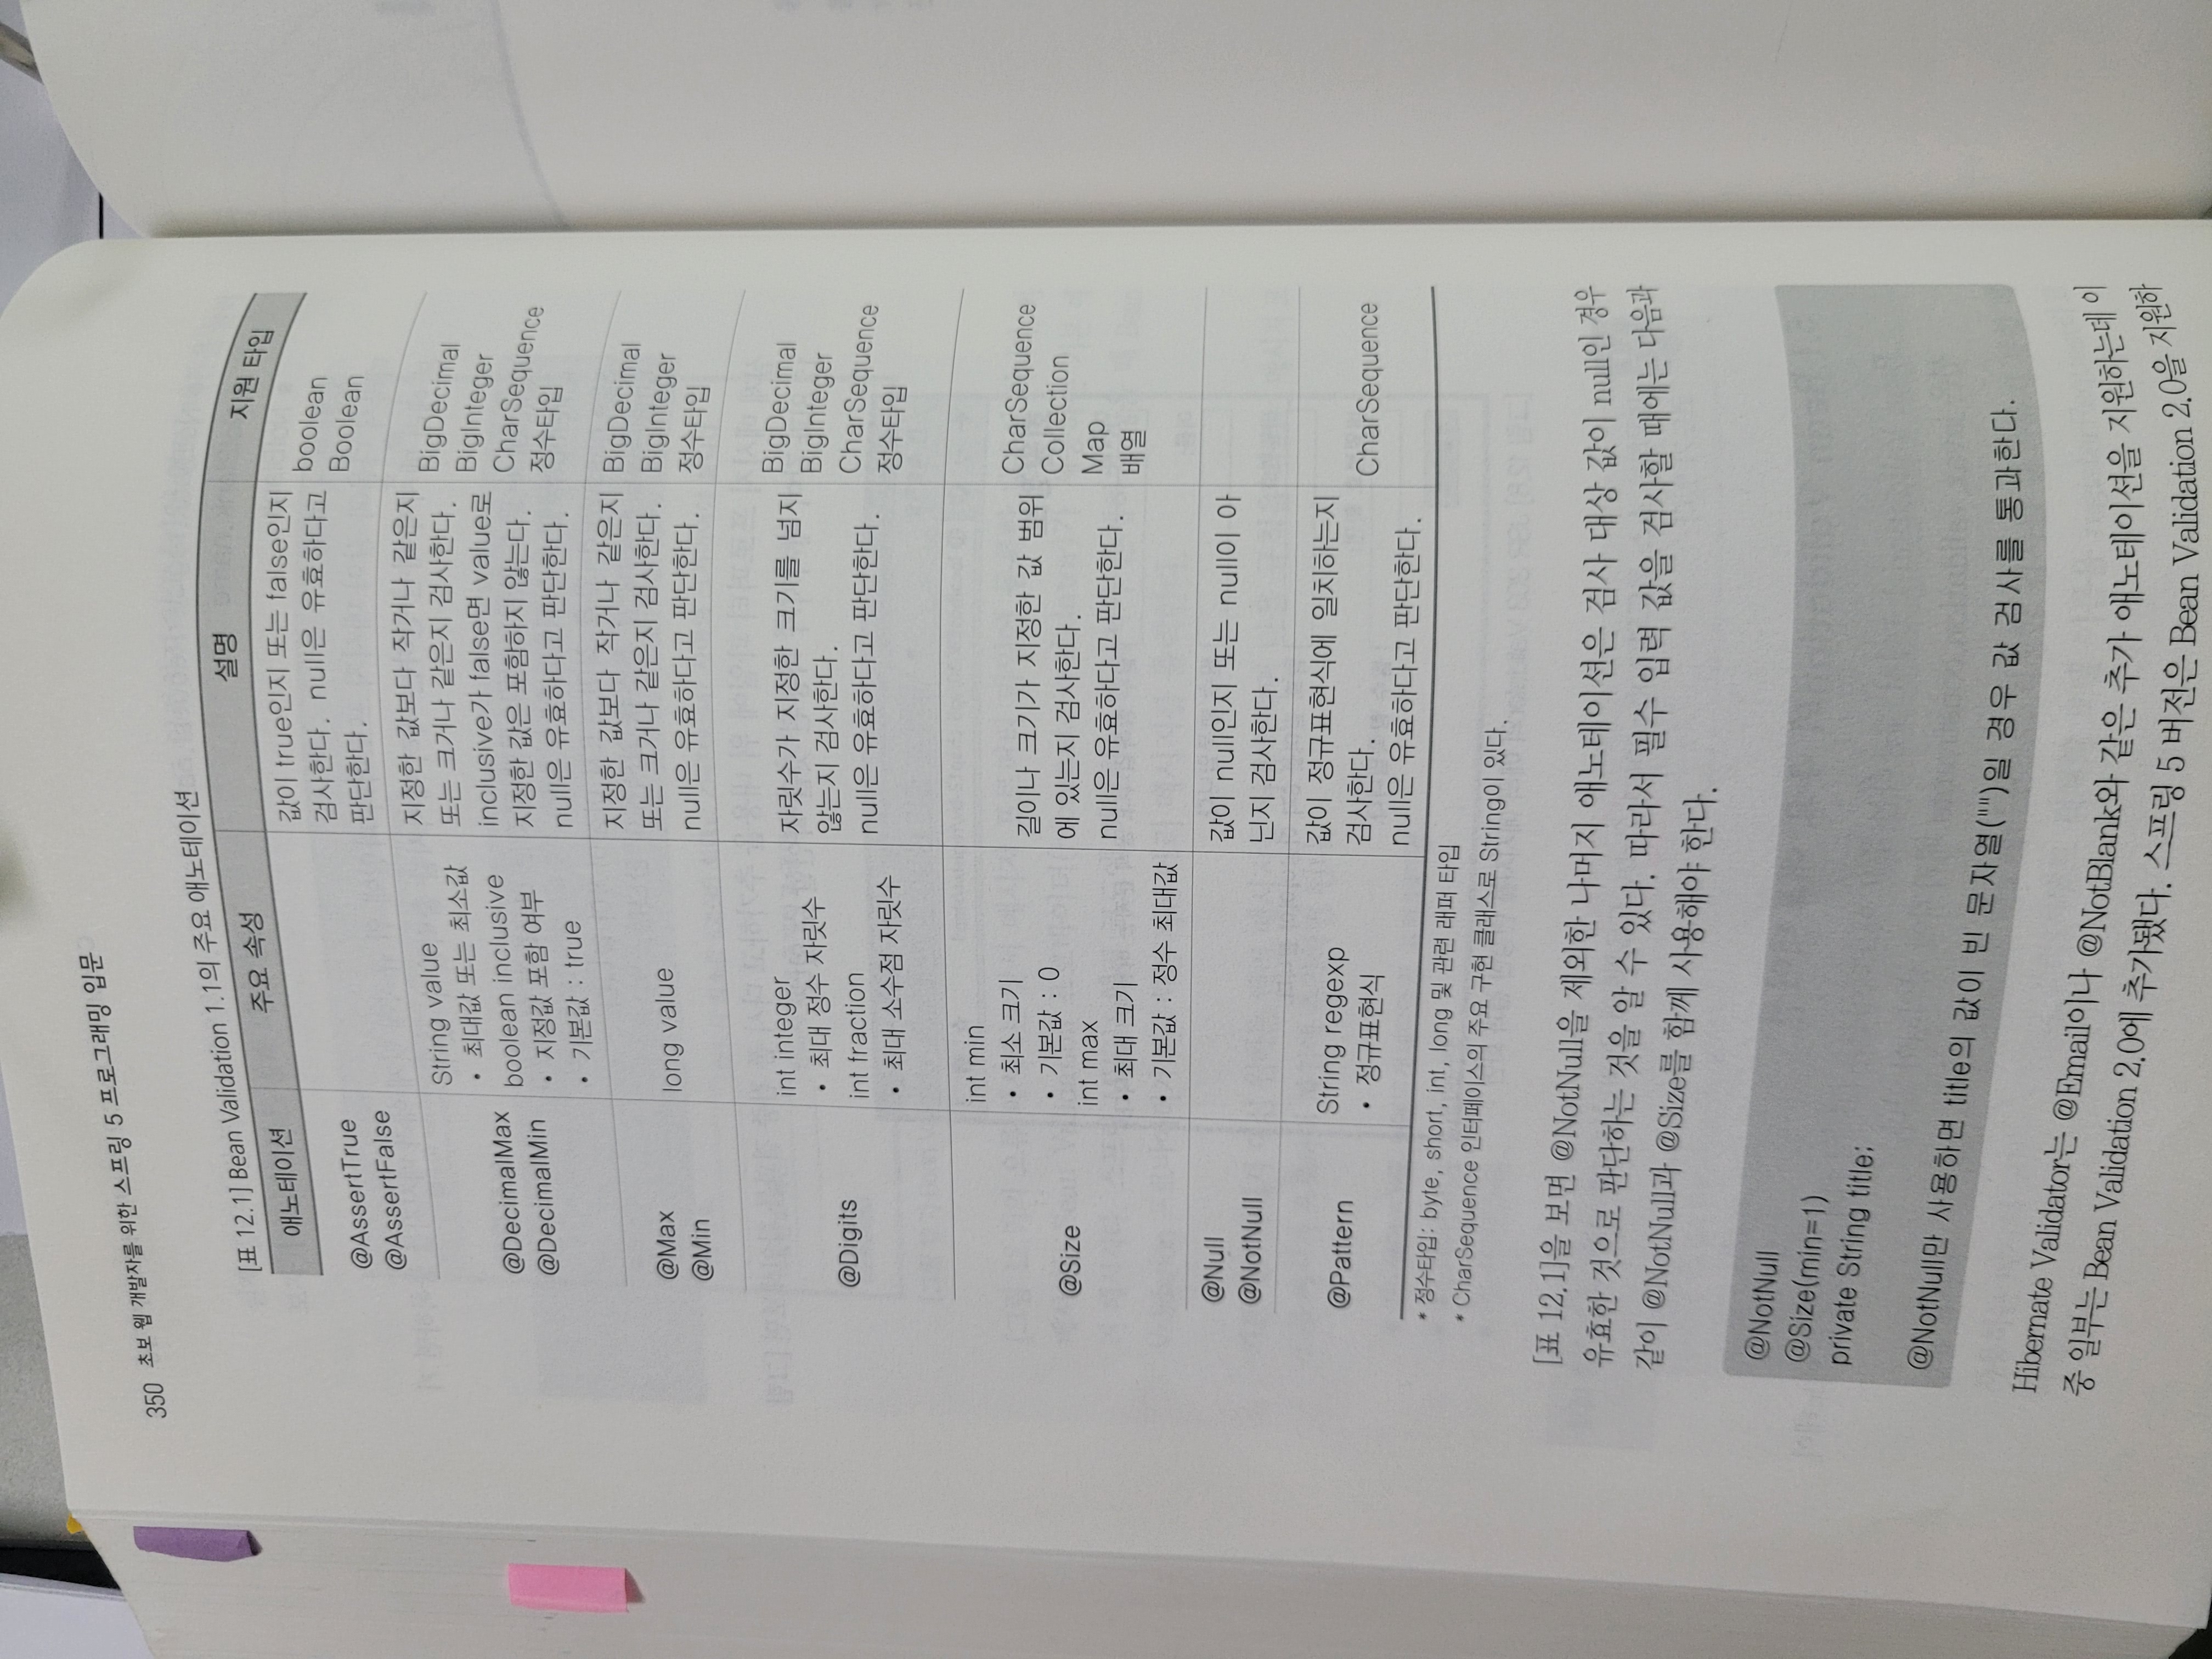 350 초보 웹 개발자를 위한 스프링 5 프로그래밍 입문
[표 12.1] Bean Validation 1.1의 주요 애노테이션
애노테이션 주요 속성 설명 지원 타입
@AssertTrue
@AssertFalse
값이 true인지 또는 false인지
검사한다. null은 유효하다고
판단한다.
boolean
Boolean
@DecimalMax
@DecimalMin
String value
• 최대값 또는 최소값
boolean inclusive
• 지정값 포함 여부
• 기본값 : true
지정한 값보다 작거나 같은지
또는 크거나 같은지 검사한다.
inclusive가 false면 value로
지정한 값은 포함하지 않는다.
null은 유효하다고 판단한다.
BigDecimal
BigInteger
CharSequence
정수타입
@Max
@Min
long value
지정한 값보다 작거나 같은지
또는 크거나 같은지 검사한다.
null은 유효하다고 판단한다.
BigDecimal
BigInteger
정수타입
@Digits
int integer
• 최대 정수 자릿수
int fraction
• 최대 소수점 자릿수
자릿수가 지정한 크기를 넘지
않는지 검사한다.
null은 유효하다고 판단한다.
BigDecimal
BigInteger
CharSequence
정수타입
@Size
int min
• 최소 크기
• 기본값 : 0
int max
• 최대 크기
• 기본값 : 정수 최대값
길이나 크기가 지정한 값 범위
에 있는지 검사한다.
null은 유효하다고 판단한다.
CharSequence
Collection
Map
배열
@Null
@NotNull
값이 null인지 또는 null이 아
닌지 검사한다.
@Pattern
String regexp
• 정규표현식
값이 정규표현식에 일치하는지
검사한다.
null은 유효하다고 판단한다.
CharSequence
* 정수타입: byte, short, int, long 및 관련 래퍼 타입
* CharSequence 인터페이스의 주요 구현 클래스로 String이 있다.
[표 12.1]을 보면 @NotNull을 제외한 나머지 애노테이션은 검사 대상 값이 null인 경우
유효한 것으로 판단하는 것을 알 수 있다. 따라서 필수 입력 값을 검사할 때에는 다음과
같이 @NotNull과 @Size를 함께 사용해야 한다.
@NotNull
@Size(min=1)
private String title;
@NotNull만 사용하면 title의 값이 빈 문자열("")일 경우 값 검사를 통과한다.
Hibernate Validator는 @Email이나 @NotBlank와 같은 추가 애노테이션을 지원하는데 이
중 일부는 Bean Validation 2.0에 추가됐다. 스프링 5 버전은 Bean Validation 2.0을 지원하